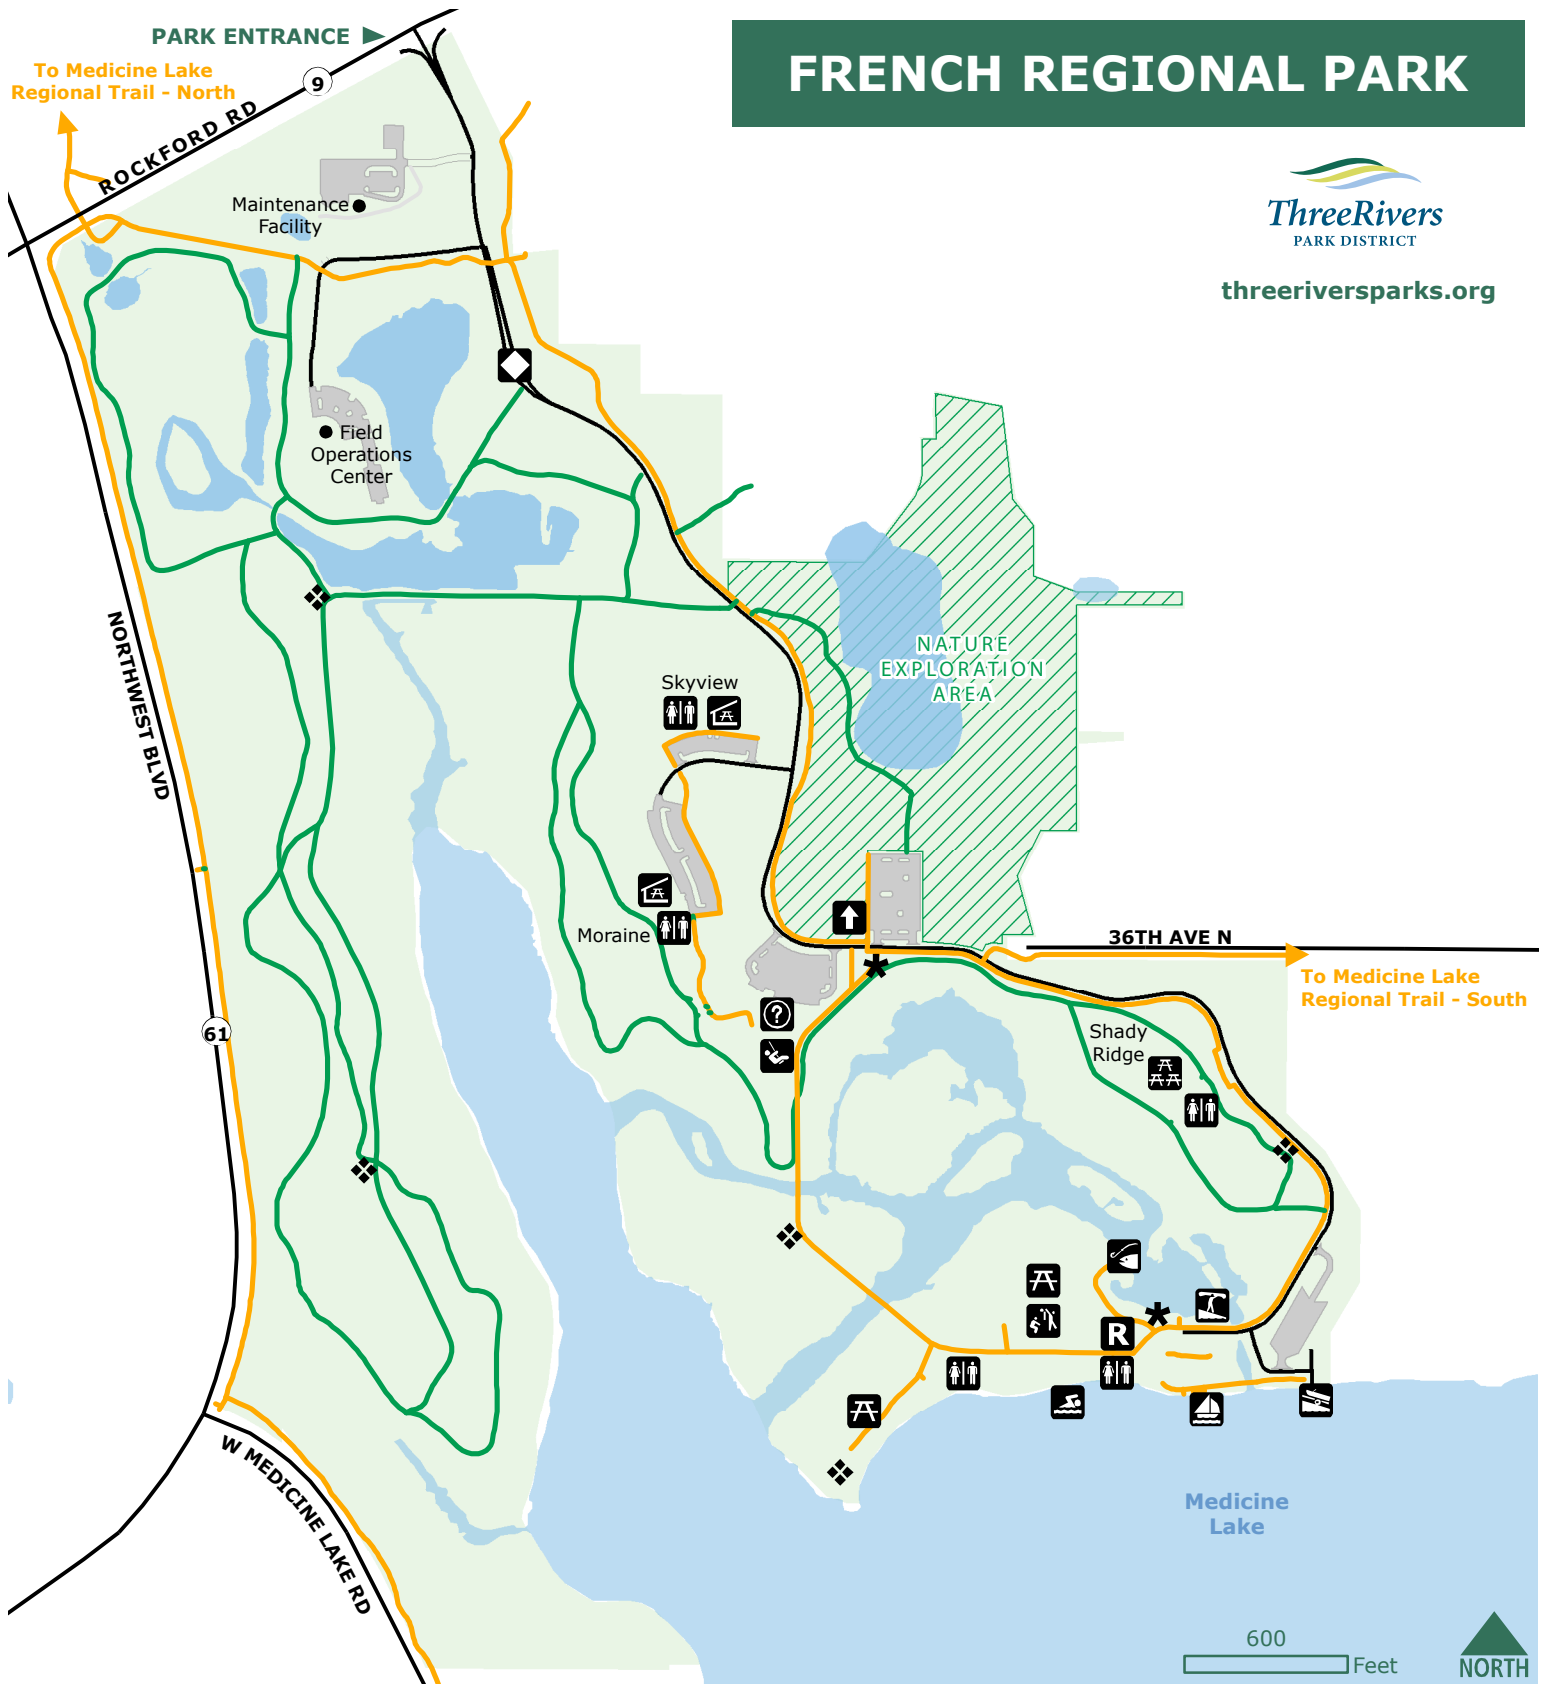 PARK ENTRANCE
FRENCH REGIONAL PARK
To Medicine Lake
Regional Trail - North
9
ROCKFORD RD
Maintenance
Facility
ThreeRivers
PARK DISTRICT
threeriversparks.org
Field
Operations
Center
NORTHWEST BLVD
NATURE
EXPLORATION
AREA
Skyview
Moraine
36TH AVE N
To Medicine Lake
Regional Trail - South
?
61
Shady
Ridge
R
W MEDICINE LAKE RD
Medicine
Lake
600
Feet
NORTH